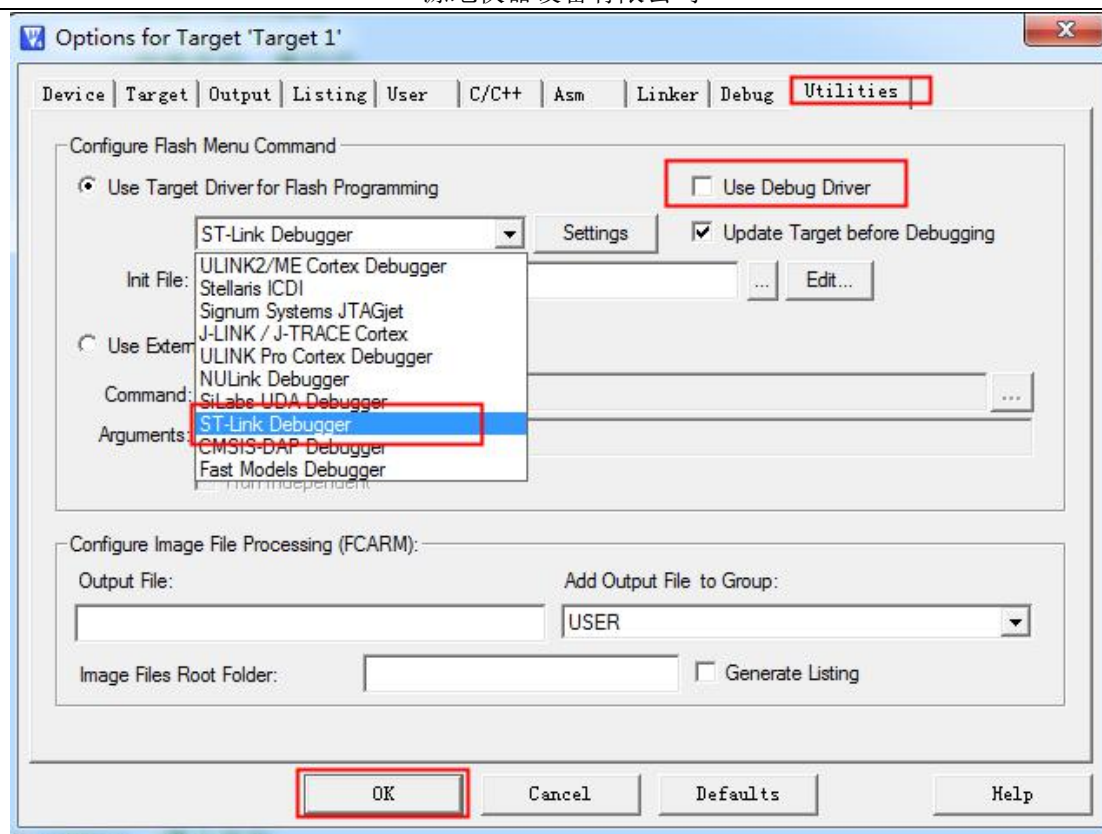 Options for Target 'Target 1'
Device Target Output Listing User C/C++ Asm Linker Debug Utilities
Configure Flash Menu Command
Use Target Driver for Flash Programming
Use Debug Driver
ST-Link Debugger
Settings
Update Target before Debugging
Init File:
... Edit...
ULINK2/ME Cortex Debugger
Stellaris ICDI
Signum Systems JTAGjet
J-LINK / J-TRACE Cortex
ULINK Pro Cortex Debugger
NULink Debugger
SiLabs UDA Debugger
ST-Link Debugger
CMSIS-DAP Debugger
Fast Models Debugger
Use Extern
Command:
...
Arguments:
Configure Image File Processing (FCARM):
Output File:
Add Output File to Group:
USER
Image Files Root Folder:
Generate Listing
OK Cancel Defaults Help